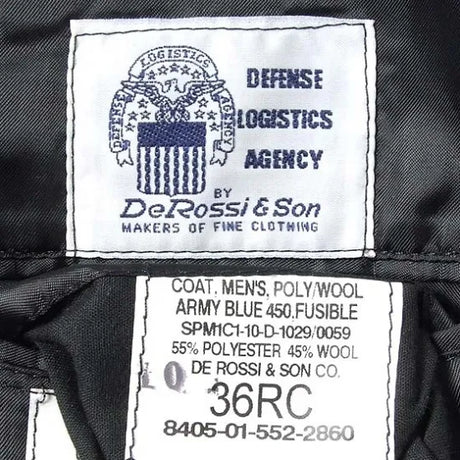 DEFENSE LOGISTICS AGENCY
DEFENSE
LOGISTICS
AGENCY
BY
DeRossi & Son
MAKERS OF FINE CLOTHING
COAT, MEN'S, POLY/WOOL
ARMY BLUE 450, FUSIBLE
SPM1C1-10-D-1029/0059
55% POLYESTER 45% WOOL
DE ROSSI & SON CO.
36RC
8405-01-552-2860